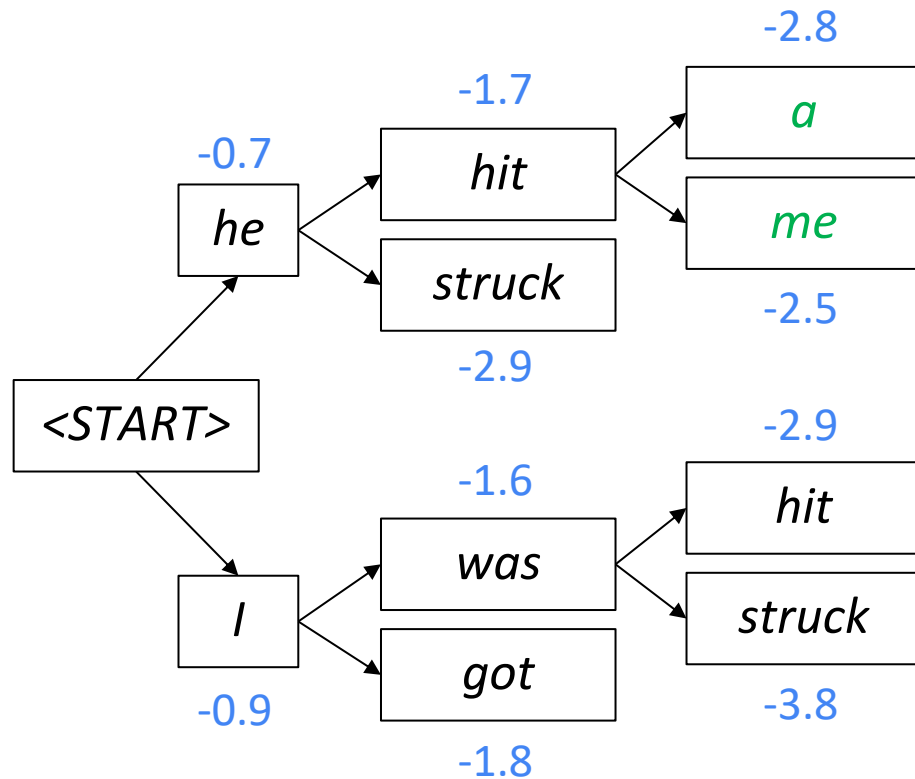 -2.8
-1.7
a
-0.7
hit
he
me
struck
-2.5
-2.9
<START>
-2.9
-1.6
hit
was
I
struck
got
-0.9
-3.8
-1.8